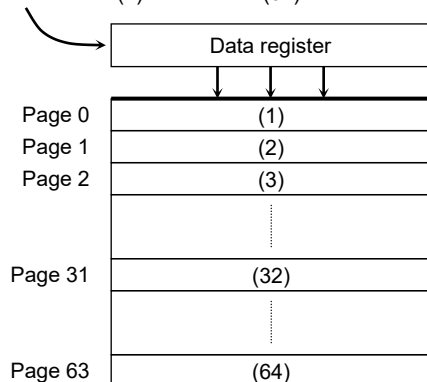 Data register
Page 0 (1)
Page 1 (2)
Page 2 (3)
Page 31 (32)
Page 63 (64)